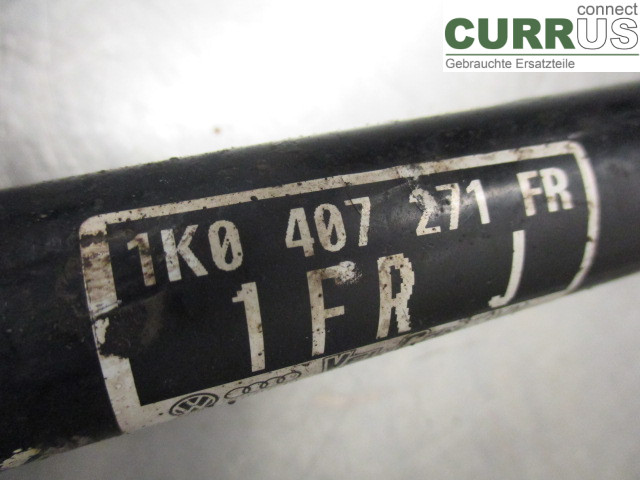 connect
CURRUS
Gebrauchte Ersatzteile
1K0 407 271 FR
1FR J